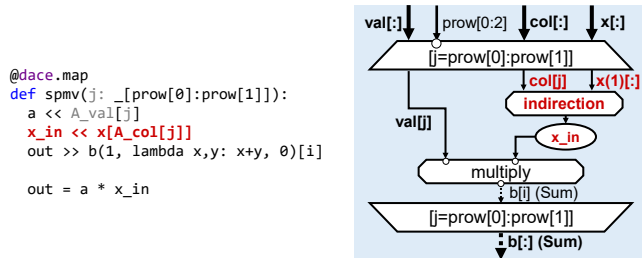 @dace.map
def spmv(j: _[prow[0]:prow[1]]):
a << A_val[j]
x_in << x[A_col[j]]
out >> b(1, lambda x,y: x+y, 0)[i]
out = a * x_in
val[:] prow[0:2] col[:] x[:]
[j=prow[0]:prow[1]]
col[j] x(1)[:]
indirection
val[j]
x_in
multiply
b[i] (Sum)
[j=prow[0]:prow[1]]
b[:] (Sum)